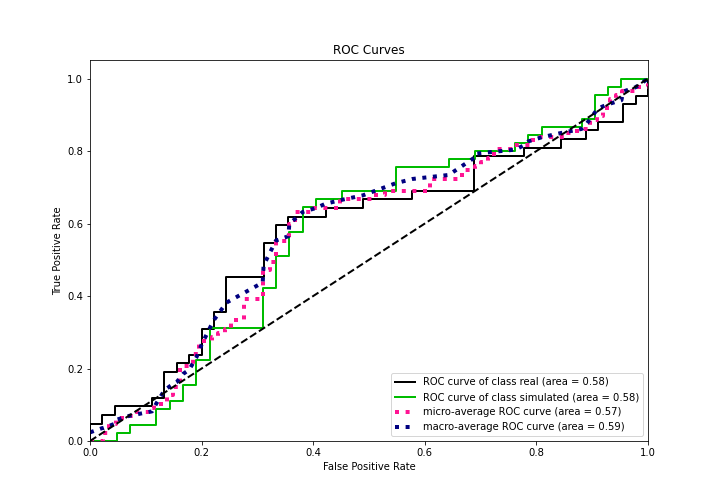 ROC Curves
True Positive Rate
1.0
0.8
0.6
0.4
0.2
0.0
0.0 0.2 0.4 0.6 0.8 1.0
False Positive Rate
ROC curve of class real (area = 0.58)
ROC curve of class simulated (area = 0.58)
micro-average ROC curve (area = 0.57)
macro-average ROC curve (area = 0.59)